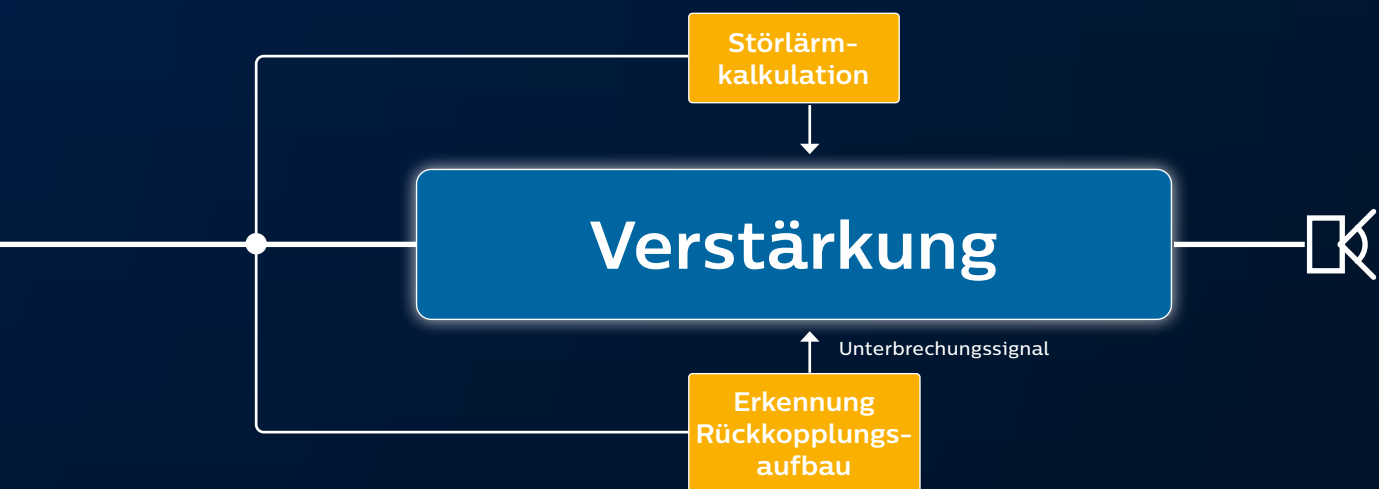 Störlärm-
kalkulation
Verstärkung
Unterbrechungssignal
Erkennung
Rückkopplungs-
aufbau